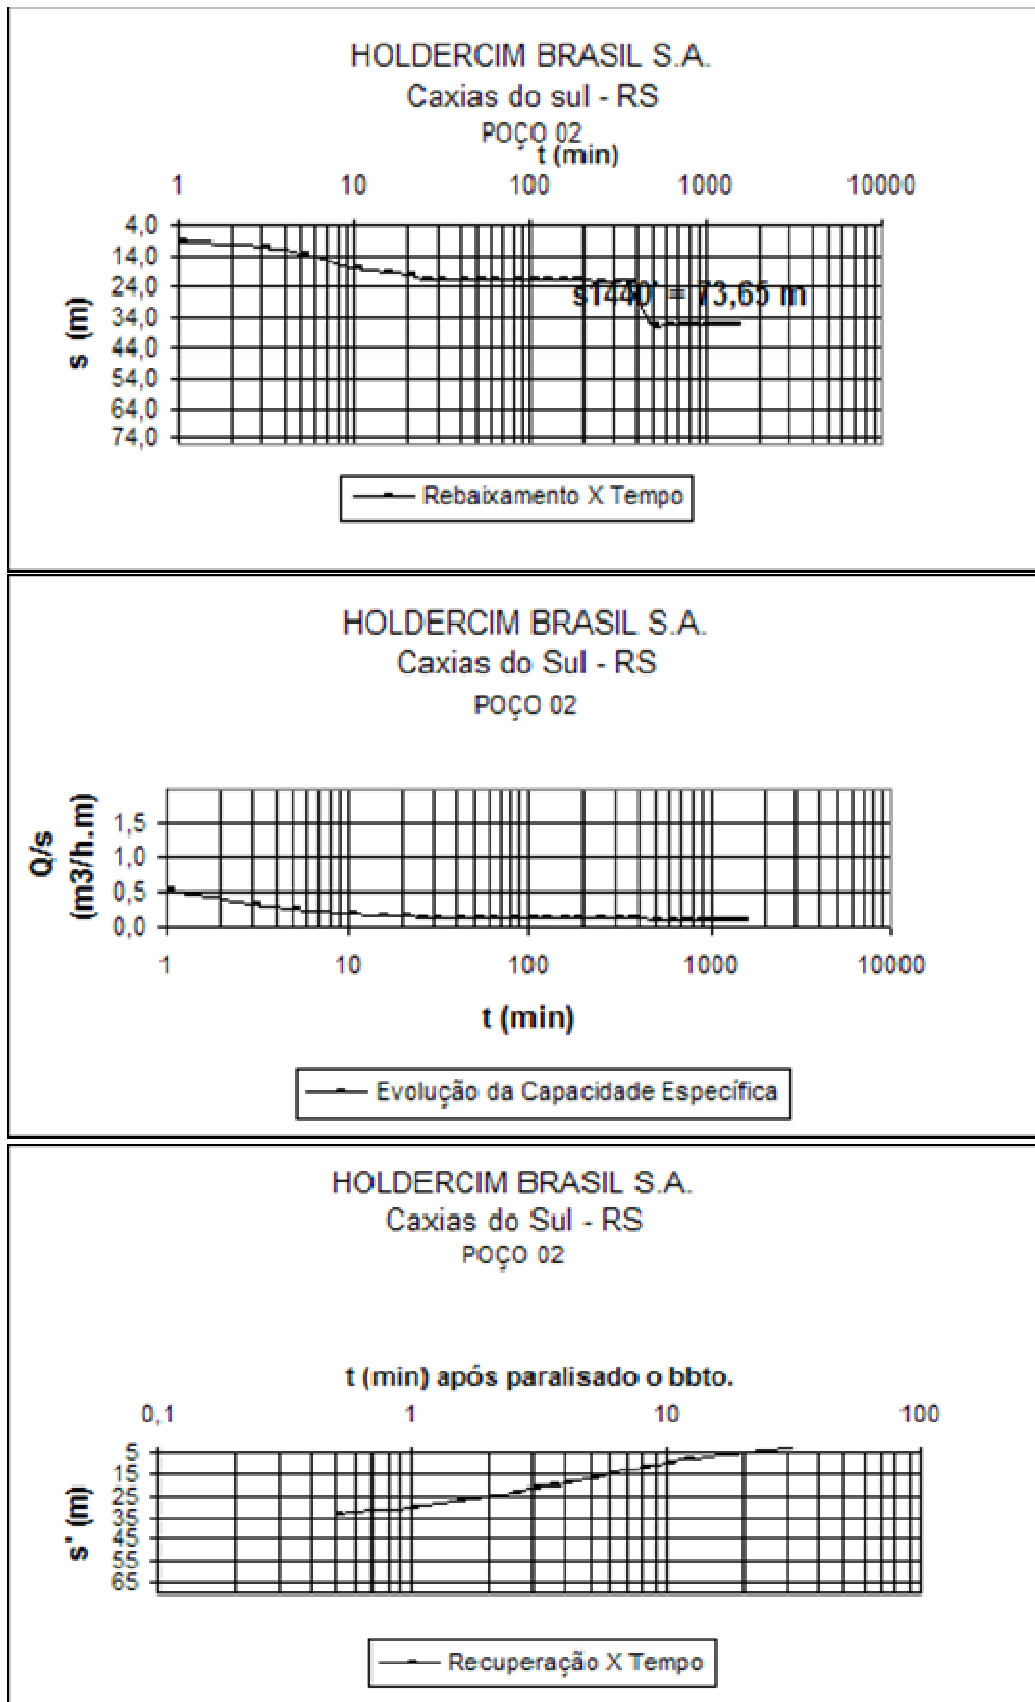 HOLDERCIM BRASIL S.A.
Caxias do sul - RS
POÇO 02
t (min)
1 10 100 1000 10000
4,0
14,0
24,0
34,0
44,0
54,0
64,0
74,0
s (m)
s1440' = 73,65 m
Rebaixamento X Tempo
HOLDERCIM BRASIL S.A.
Caxias do Sul - RS
POÇO 02
Q/s
(m3/h.m)
1,5
1,0
0,5
0,0
1 10 100 1000 10000
t (min)
Evolução da Capacidade Específica
HOLDERCIM BRASIL S.A.
Caxias do Sul - RS
POÇO 02
t (min) após paralisado o bbto.
0,1 1 10 100
5
15
25
35
45
55
65
s' (m)
Recuperação X Tempo